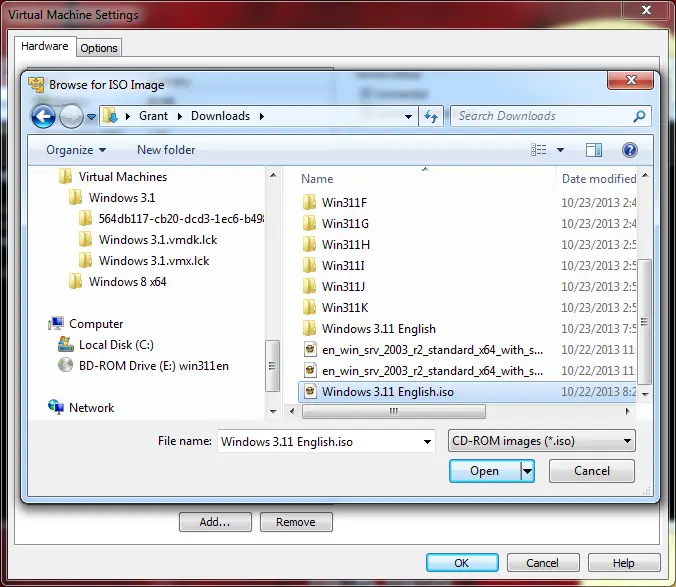 Virtual Machine Settings
Hardware Options
Browse for ISO Image
Grant Downloads
Search Downloads
Organize New folder
Virtual Machines
Windows 3.1
564db117-cb20-dcd3-1ec6-b498
Windows 3.1.vmdk.lck
Windows 3.1.vmx.lck
Windows 8 x64
Computer
Local Disk (C:)
BD-ROM Drive (E:) win311en
Network
Name Date modified
Win311F 10/23/2013 2:4
Win311G 10/23/2013 2:4
Win311H 10/23/2013 2:5
Win311I 10/23/2013 2:5
Win311J 10/23/2013 2:5
Win311K 10/23/2013 2:5
Windows 3.11 English 10/23/2013 7:5
en_win_srv_2003_r2_standard_x64_with_s... 10/22/2013 11:
en_win_srv_2003_r2_standard_x64_with_s... 10/22/2013 11:
Windows 3.11 English.iso 10/22/2013 8:2
File name: Windows 3.11 English.iso CD-ROM images (*.iso)
Open Cancel
Add... Remove
OK Cancel Help